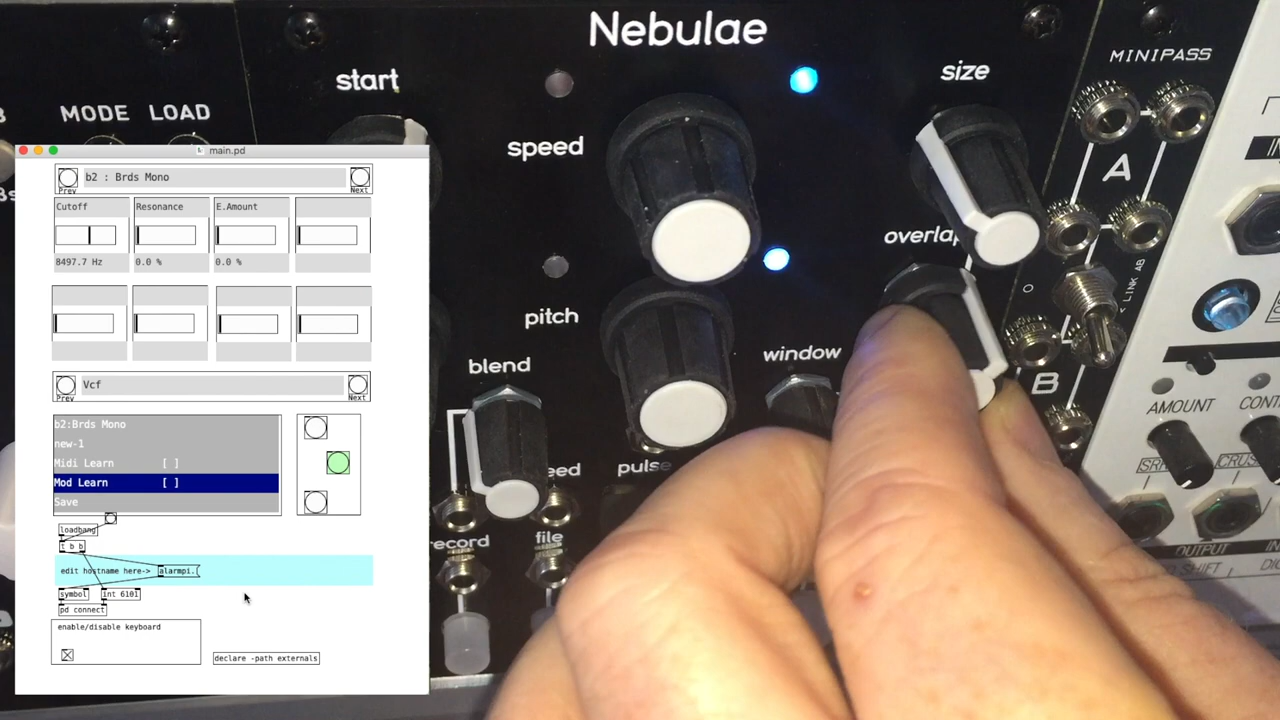 Nebulae
start
size
MINIPASS
MODE LOAD
speed
A
overlap
pitch
LINK AB
window
blend
B
pulse
AMOUNT
record
file
OUTPUT
main.pd
b2 : Brds Mono
Prev
Next
Cutoff
Resonance
E.Amount
8497.7 Hz
0.0 %
0.0 %
Vcf
Prev
Next
b2:Brds Mono
new-1
Midi Learn [ ]
Mod Learn [ ]
Save
loadbang
t b b
edit hostname here-> alarmpi.(
symbol
int 6101
pd connect
enable/disable keyboard
declare -path externals